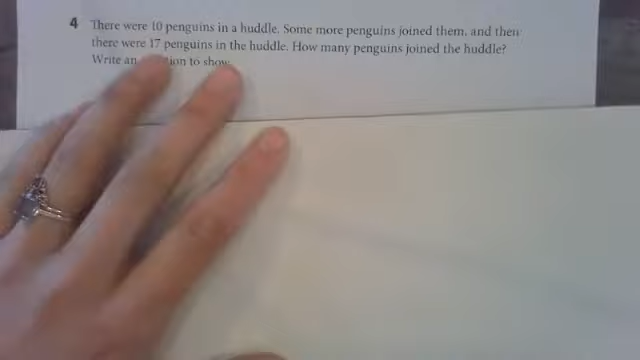 4 There were 10 penguins in a huddle. Some more penguins joined them, and then
there were 17 penguins in the huddle. How many penguins joined the huddle?
Write an to show